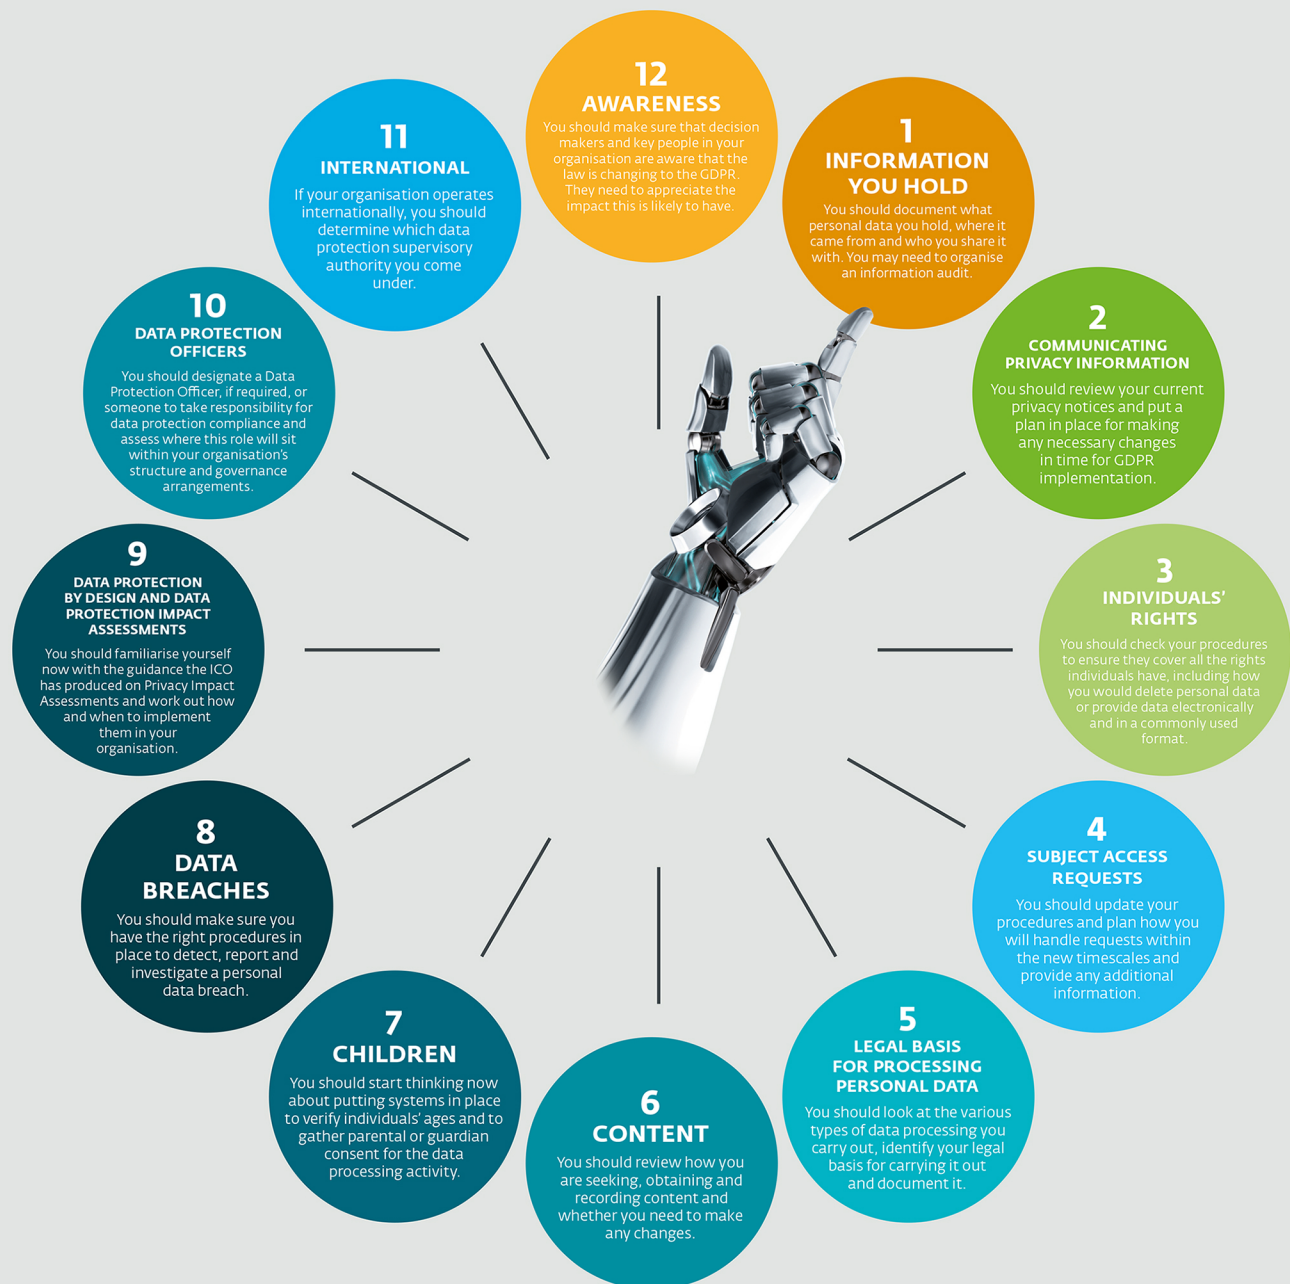 12
AWARENESS
You should make sure that decision
makers and key people in your
organisation are aware that the
law is changing to the GDPR.
They need to appreciate the
impact this is likely to have.
1
INFORMATION
YOU HOLD
You should document what
personal data you hold, where it
came from and who you share it
with. You may need to organise
an information audit.
2
COMMUNICATING
PRIVACY INFORMATION
You should review your current
privacy notices and put a
plan in place for making
any necessary changes
in time for GDPR
implementation.
3
INDIVIDUALS’
RIGHTS
You should check your procedures
to ensure they cover all the rights
individuals have, including how
you would delete personal data
or provide data electronically
and in a commonly used
format.
4
SUBJECT ACCESS
REQUESTS
You should update your
procedures and plan how you
will handle requests within
the new timescales and
provide any additional
information.
5
LEGAL BASIS
FOR PROCESSING
PERSONAL DATA
You should look at the various
types of data processing you
carry out, identify your legal
basis for carrying it out
and document it.
6
CONTENT
You should review how you
are seeking, obtaining and
recording content and
whether you need to make
any changes.
7
CHILDREN
You should start thinking now
about putting systems in place
to verify individuals’ ages and to
gather parental or guardian
consent for the data
processing activity.
8
DATA
BREACHES
You should make sure you
have the right procedures in
place to detect, report and
investigate a personal
data breach.
9
DATA PROTECTION
BY DESIGN AND DATA
PROTECTION IMPACT
ASSESSMENTS
You should familiarise yourself
now with the guidance the ICO
has produced on Privacy Impact
Assessments and work out how
and when to implement
them in your
organisation.
10
DATA PROTECTION
OFFICERS
You should designate a Data
Protection Officer, if required, or
someone to take responsibility for
data protection compliance and
assess where this role will sit
within your organisation’s
structure and governance
arrangements.
11
INTERNATIONAL
If your organisation operates
internationally, you should
determine which data
protection supervisory
authority you come
under.